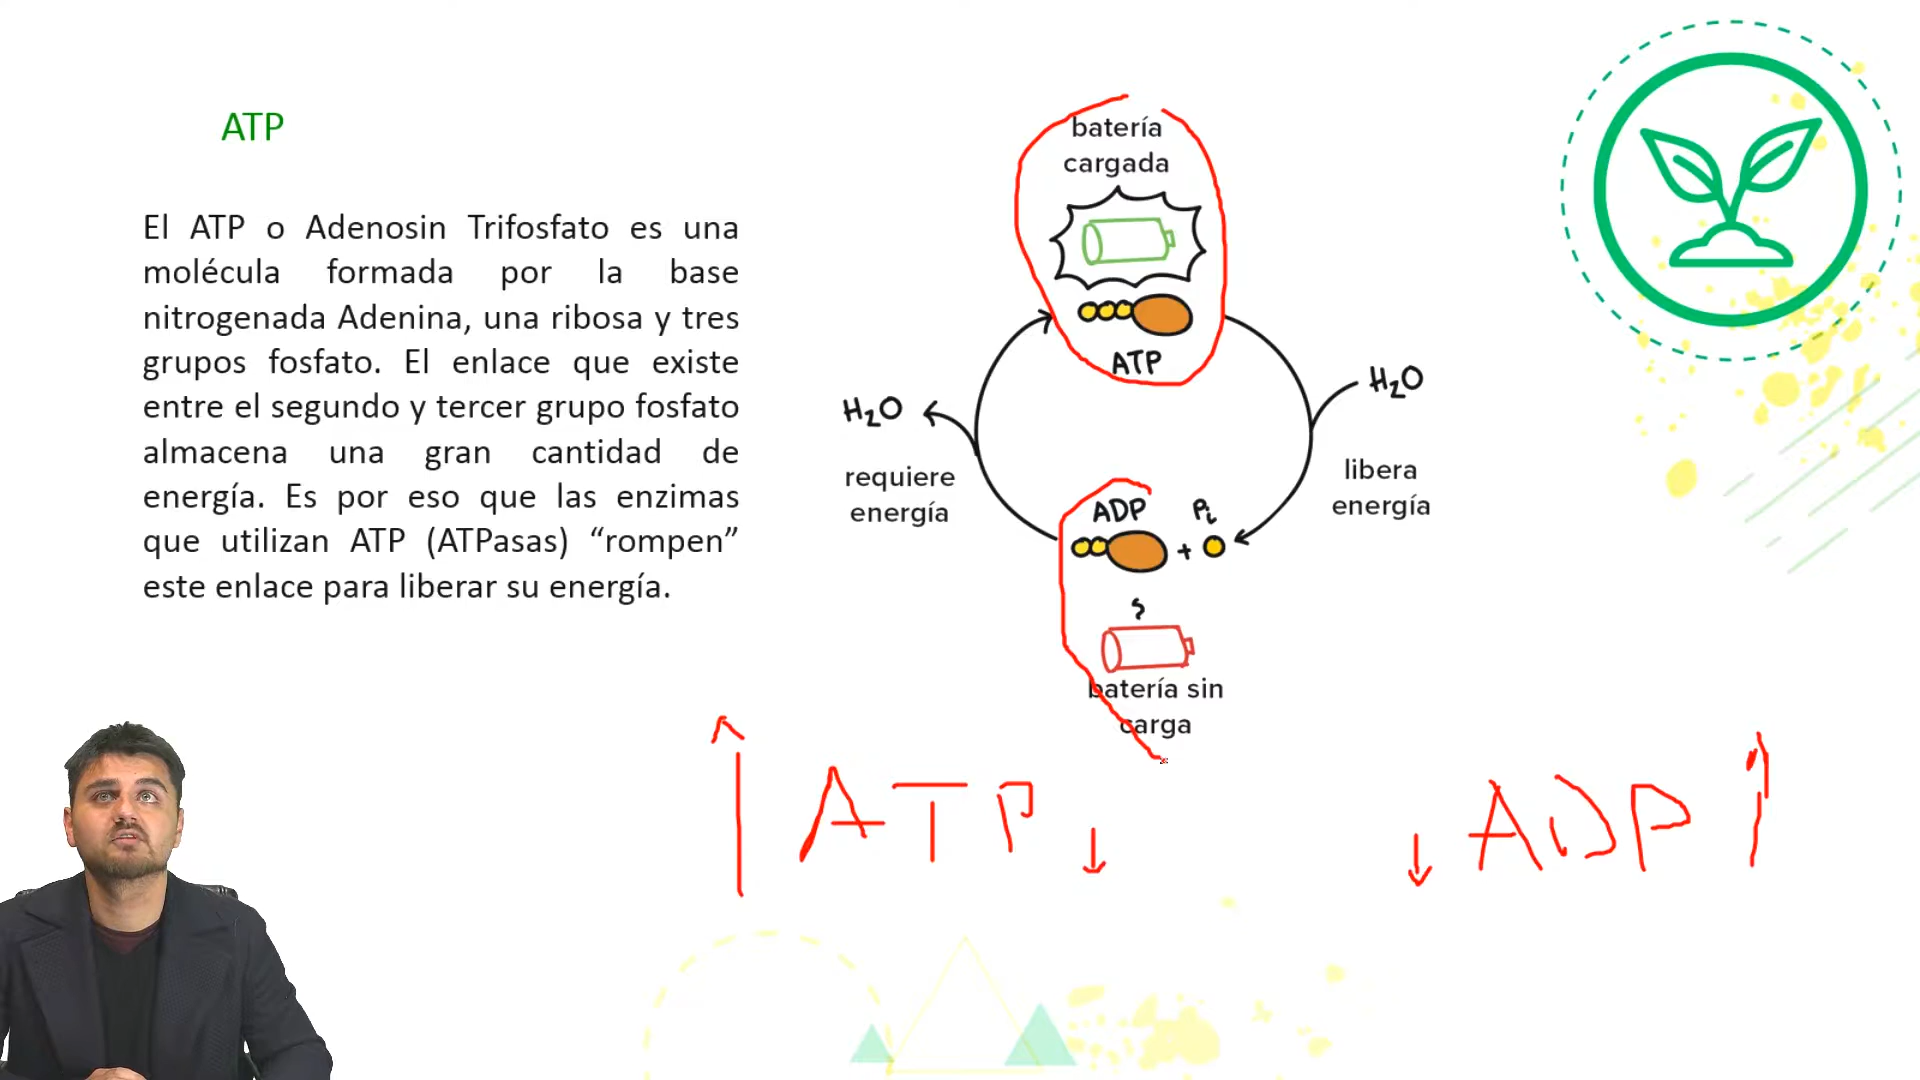 ATP
El ATP o Adenosin Trifosfato es una
molécula formada por la base
nitrogenada Adenina, una ribosa y tres
grupos fosfato. El enlace que existe
entre el segundo y tercer grupo fosfato
almacena una gran cantidad de
energía. Es por eso que las enzimas
que utilizan ATP (ATPasas) “rompen”
este enlace para liberar su energía.
batería
cargada
ATP
H₂O
H₂O
requiere
energía
libera
energía
ADP
Pi
+
batería sin
carga
↑ ATP ↓
↓ ADP ↑